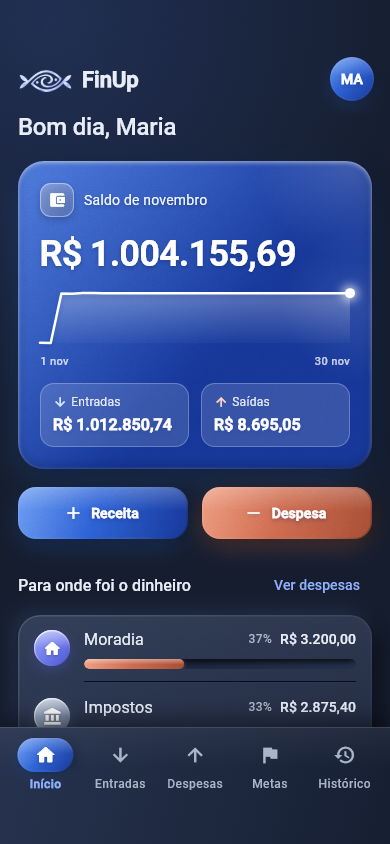 FinUp
MA
Bom dia, Maria
Saldo de novembro
R$ 1.004.155,69
1 nov
30 nov
Entradas
R$ 1.012.850,74
Saídas
R$ 8.695,05
Receita
Despesa
Para onde foi o dinheiro
Ver despesas
Moradia
37% R$ 3.200,00
Impostos
33% R$ 2.875,40
Início
Entradas
Despesas
Metas
Histórico